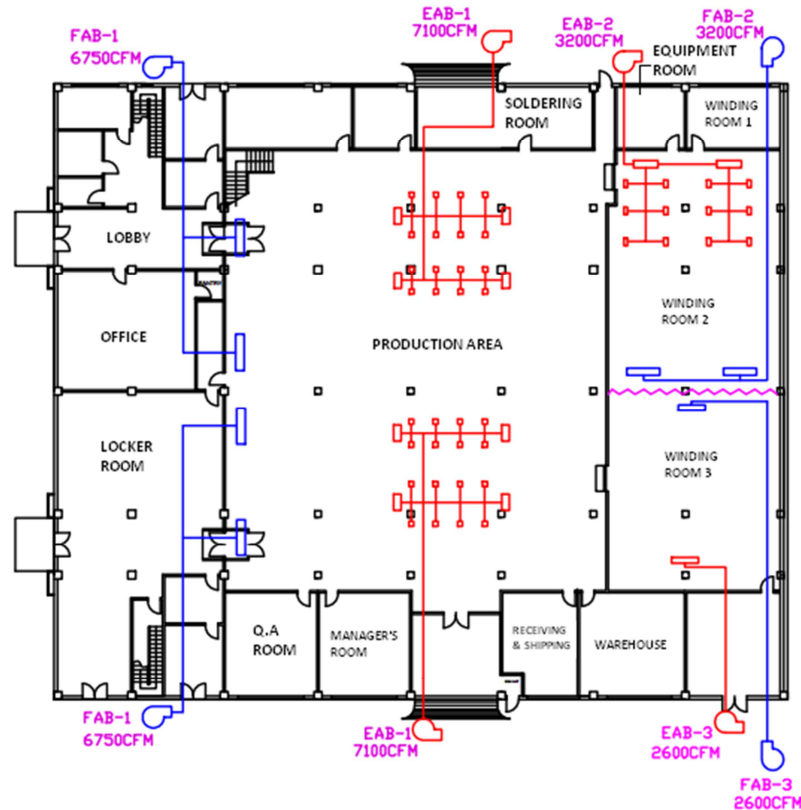 FAB-1
6750CFM
EAB-1
7100CFM
EAB-2
3200CFM
FAB-2
3200CFM
EQUIPMENT
ROOM
SOLDERING
ROOM
WINDING
ROOM 1
LOBBY
WINDING
ROOM 2
OFFICE
PRODUCTION AREA
LOCKER
ROOM
WINDING
ROOM 3
Q.A
ROOM
MANAGER'S
ROOM
RECEIVING
& SHIPPING
WAREHOUSE
FAB-1
6750CFM
EAB-1
7100CFM
EAB-3
2600CFM
FAB-3
2600CFM